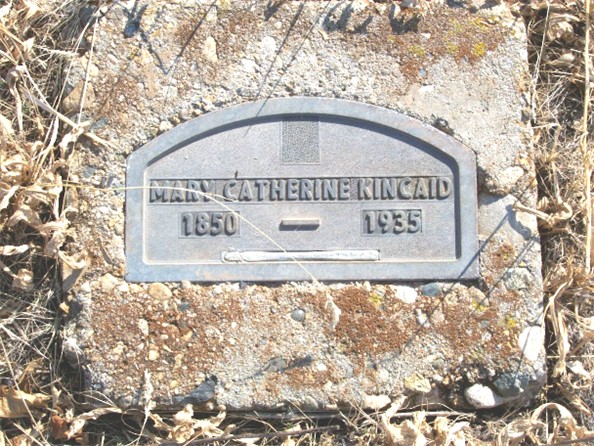 MARY CATHERINE KINCAID
1850 — 1935